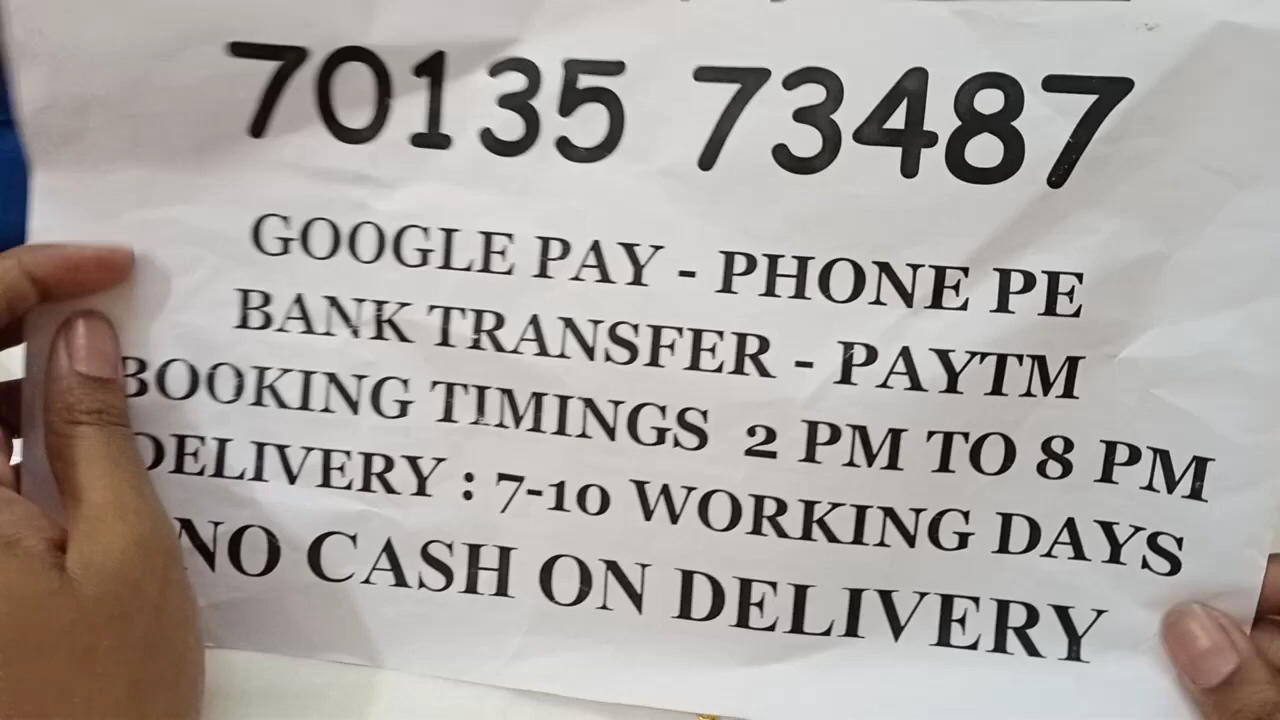 70135 73487
GOOGLE PAY - PHONE PE
BANK TRANSFER - PAYTM
BOOKING TIMINGS 2 PM TO 8 PM
DELIVERY : 7-10 WORKING DAYS
NO CASH ON DELIVERY